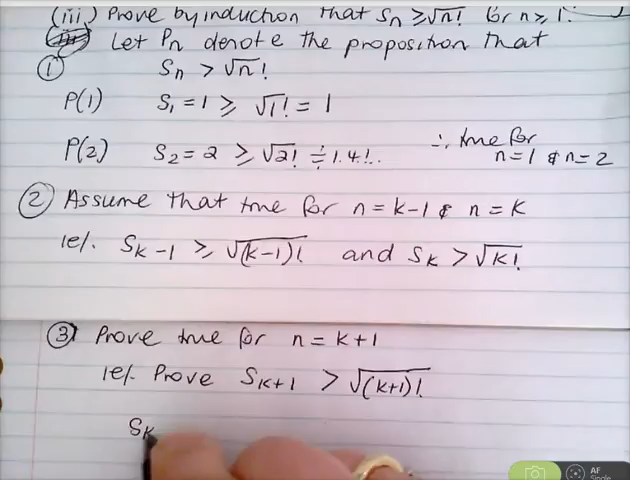 (iii) Prove by induction that Sn ≥ √n! for n ≥ 1.
Let Pn denote the proposition that
① Sn > √n!
P(1) S1 = 1 ≥ √1! = 1
P(2) S2 = 2 ≥ √2! ≑ 1.41.. ∴ true for n=1 & n=2
② Assume that true for n = k-1 & n = k
ie/. Sk-1 ≥ √(k-1)! and Sk > √k!
③ Prove true for n = k+1
ie/. Prove Sk+1 > √(k+1)!
Sk
AF
Single